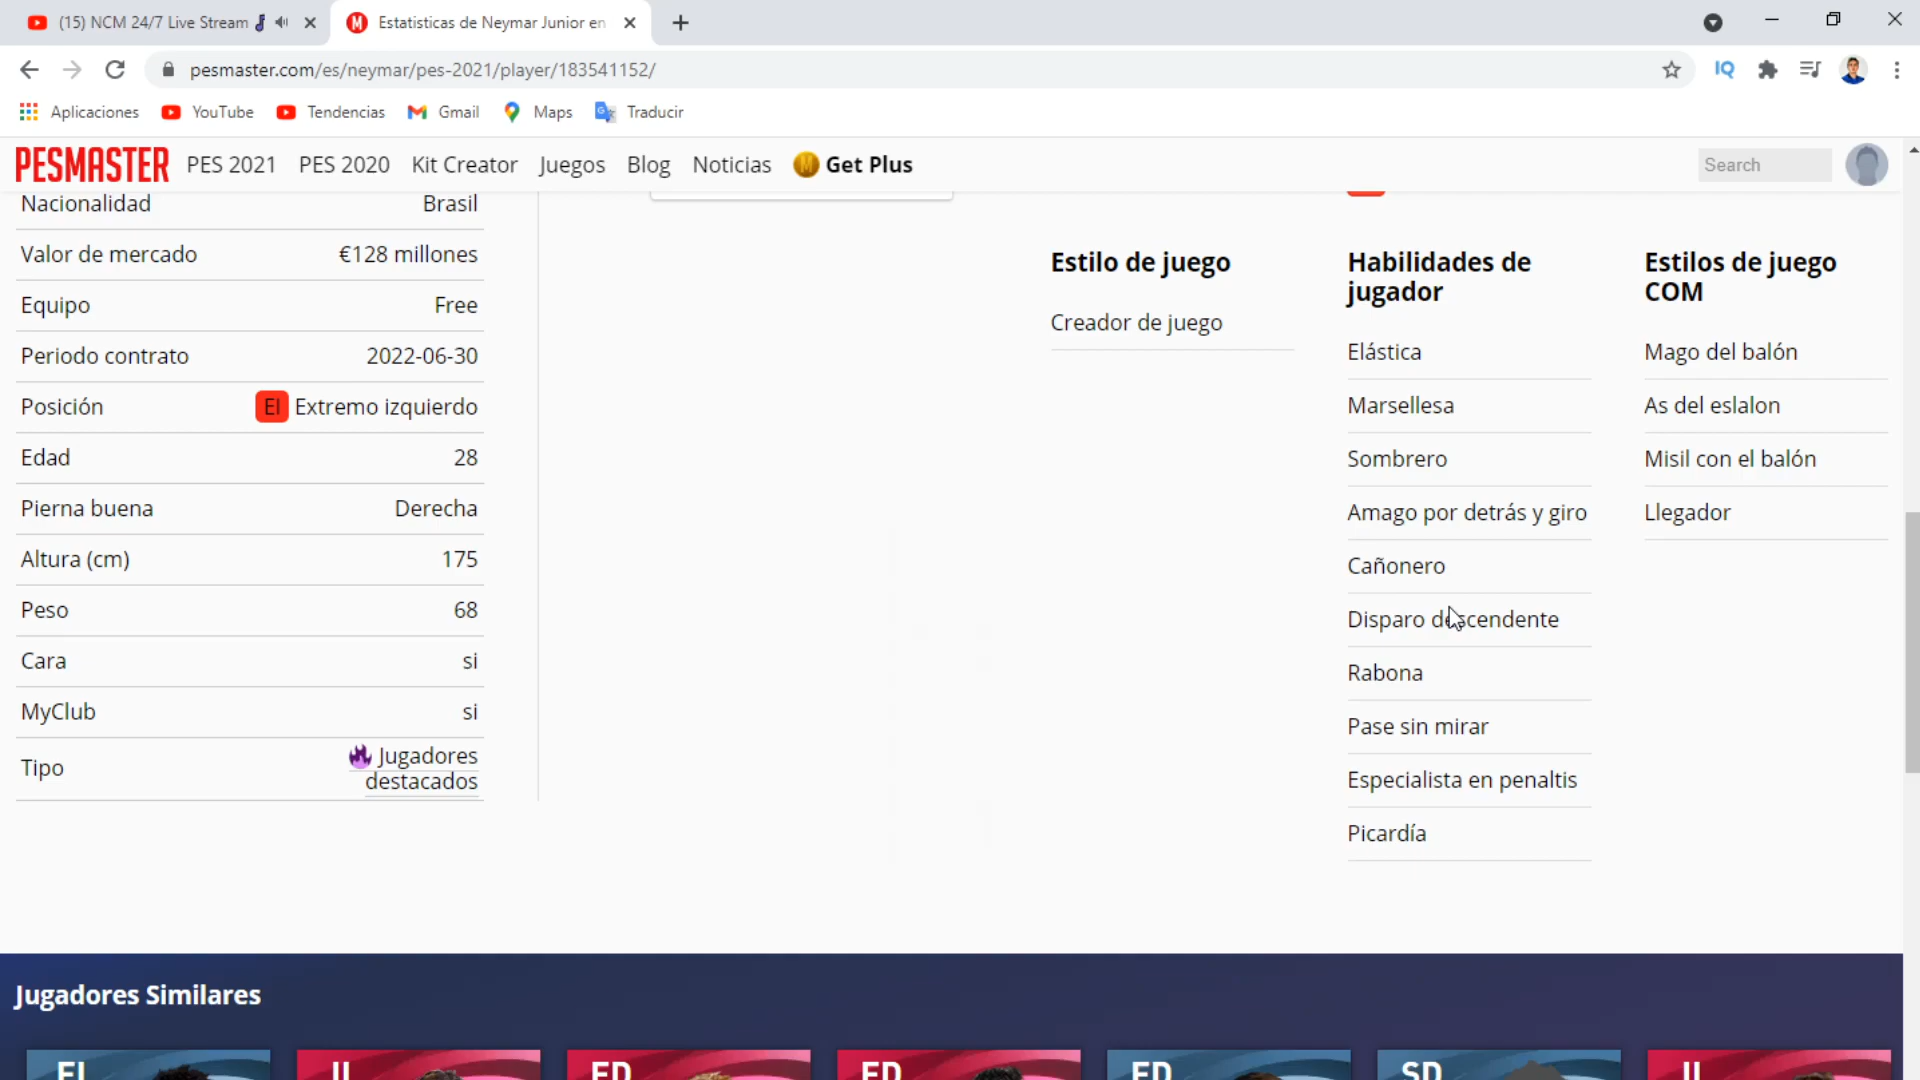 (15) NCM 24/7 Live Stream
Estatisticas de Neymar Junior en
pesmaster.com/es/neymar/pes-2021/player/183541152/
IQ
Aplicaciones
YouTube
Tendencias
Gmail
Maps
Traducir
PESMASTER
PES 2021
PES 2020
Kit Creator
Juegos
Blog
Noticias
Get Plus
Search
Nacionalidad Brasil
Valor de mercado €128 millones
Equipo Free
Periodo contrato 2022-06-30
Posición EI Extremo izquierdo
Edad 28
Pierna buena Derecha
Altura (cm) 175
Peso 68
Cara si
MyClub si
Tipo Jugadores
destacados
Estilo de juego
Creador de juego
Habilidades de
jugador
Elástica
Marsellesa
Sombrero
Amago por detrás y giro
Cañonero
Disparo descendente
Rabona
Pase sin mirar
Especialista en penaltis
Picardía
Estilos de juego
COM
Mago del balón
As del eslalon
Misil con el balón
Llegador
Jugadores Similares
EI
ED
ED
ED
SD